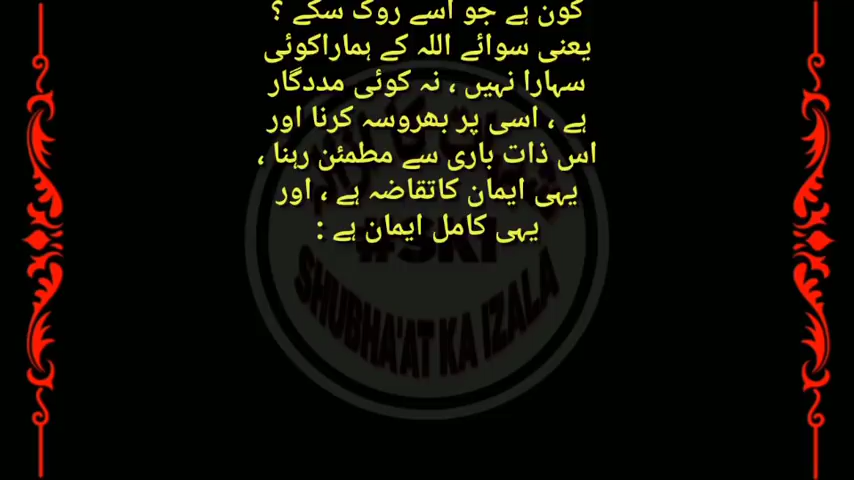 کون ہے جو اسے روک سکے ؟
یعنی سوائے اللہ کے ہماراکوئی
سہارا نہیں ، نہ کوئی مددگار
ہے ، اسی پر بھروسہ کرنا اور
اس ذات باری سے مطمئن رہنا ،
یہی ایمان کاتقاضہ ہے ، اور
یہی کامل ایمان ہے :
#SKI
SHUBHA'AT KA IZALA